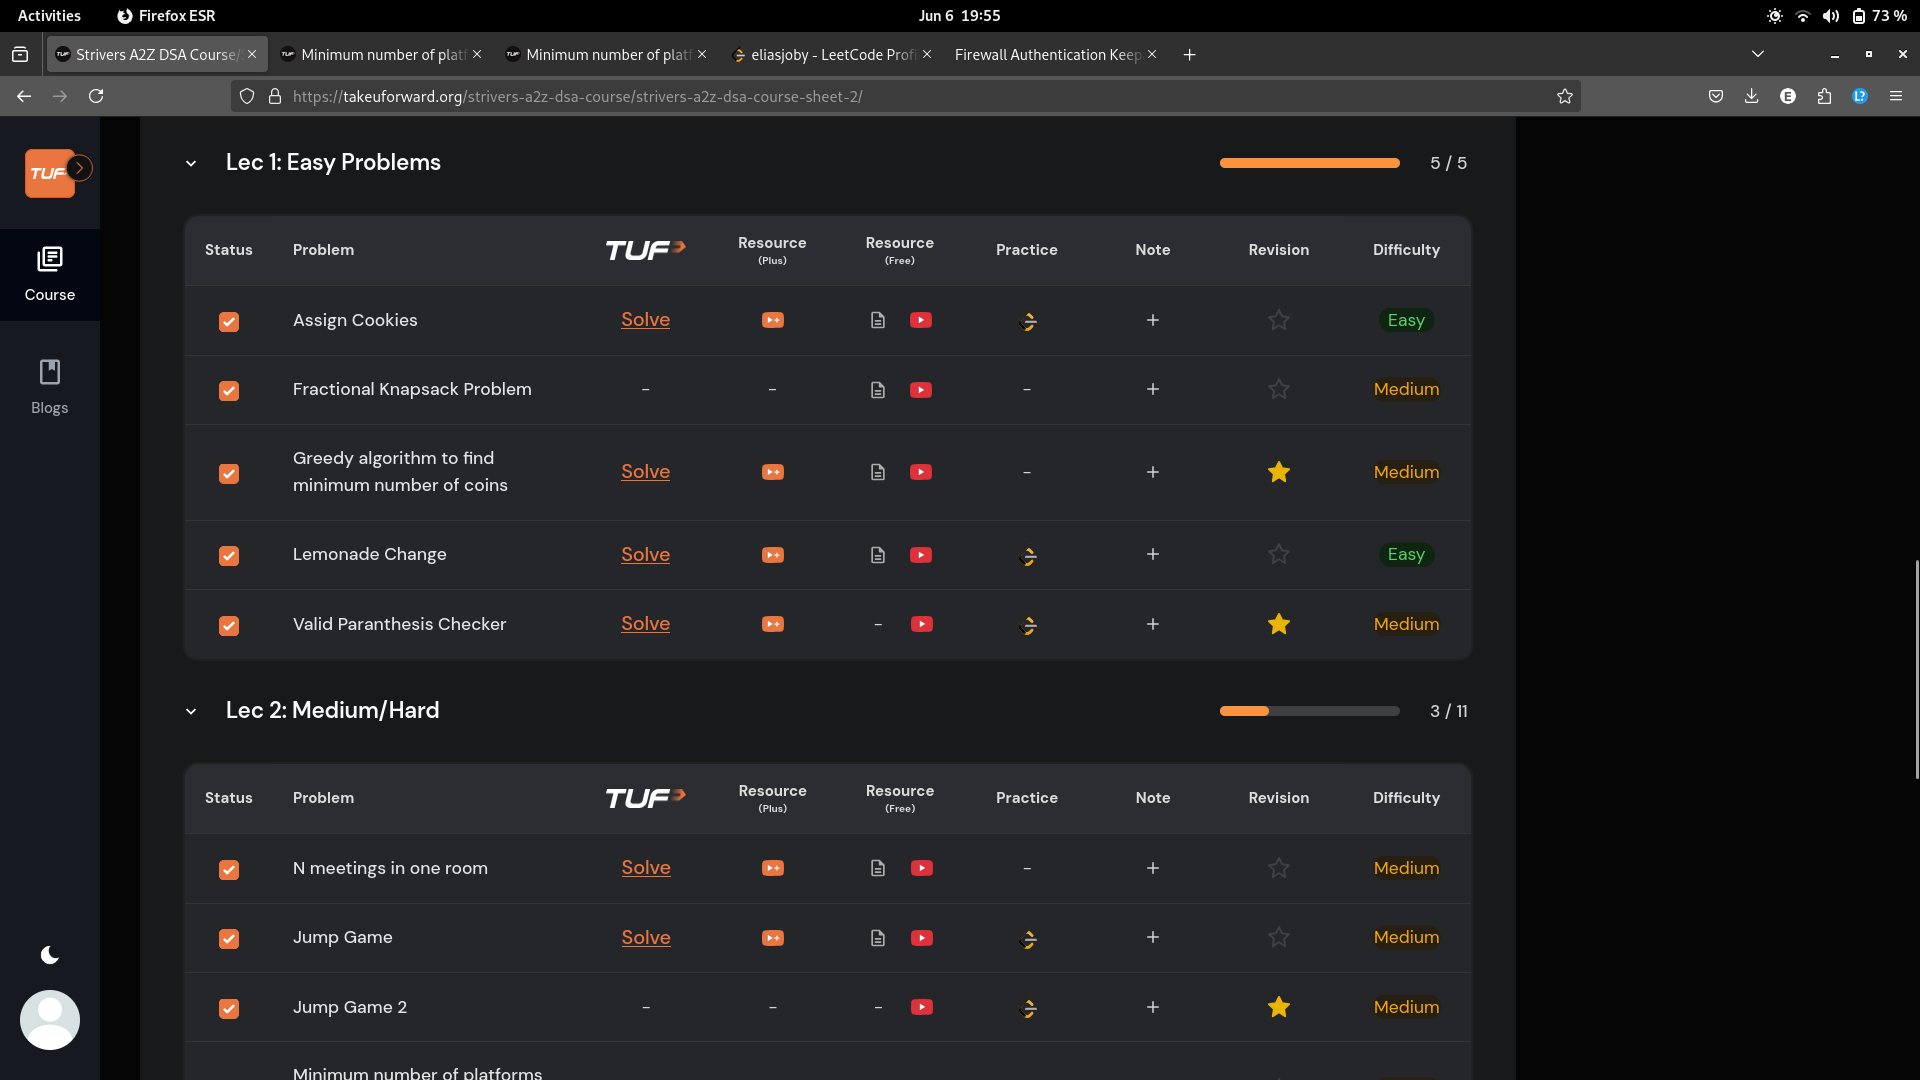 Activities
Firefox ESR
Jun 6 19:55
73 %
Strivers A2Z DSA Course/
Minimum number of platf
Minimum number of platf
eliasjoby - LeetCode Profi
Firewall Authentication Keep
https://takeuforward.org/strivers-a2z-dsa-course/strivers-a2z-dsa-course-sheet-2/
E
L?
TUF
Course
Blogs
Lec 1: Easy Problems
5 / 5
Status Problem TUF Resource (Plus) Resource (Free) Practice Note Revision Difficulty
Assign Cookies Solve + Easy
Fractional Knapsack Problem - - - + Medium
Greedy algorithm to find
minimum number of coins Solve - + Medium
Lemonade Change Solve + Easy
Valid Paranthesis Checker Solve - + Medium
Lec 2: Medium/Hard
3 / 11
Status Problem TUF Resource (Plus) Resource (Free) Practice Note Revision Difficulty
N meetings in one room Solve - + Medium
Jump Game Solve + Medium
Jump Game 2 - - - + Medium
Minimum number of platforms